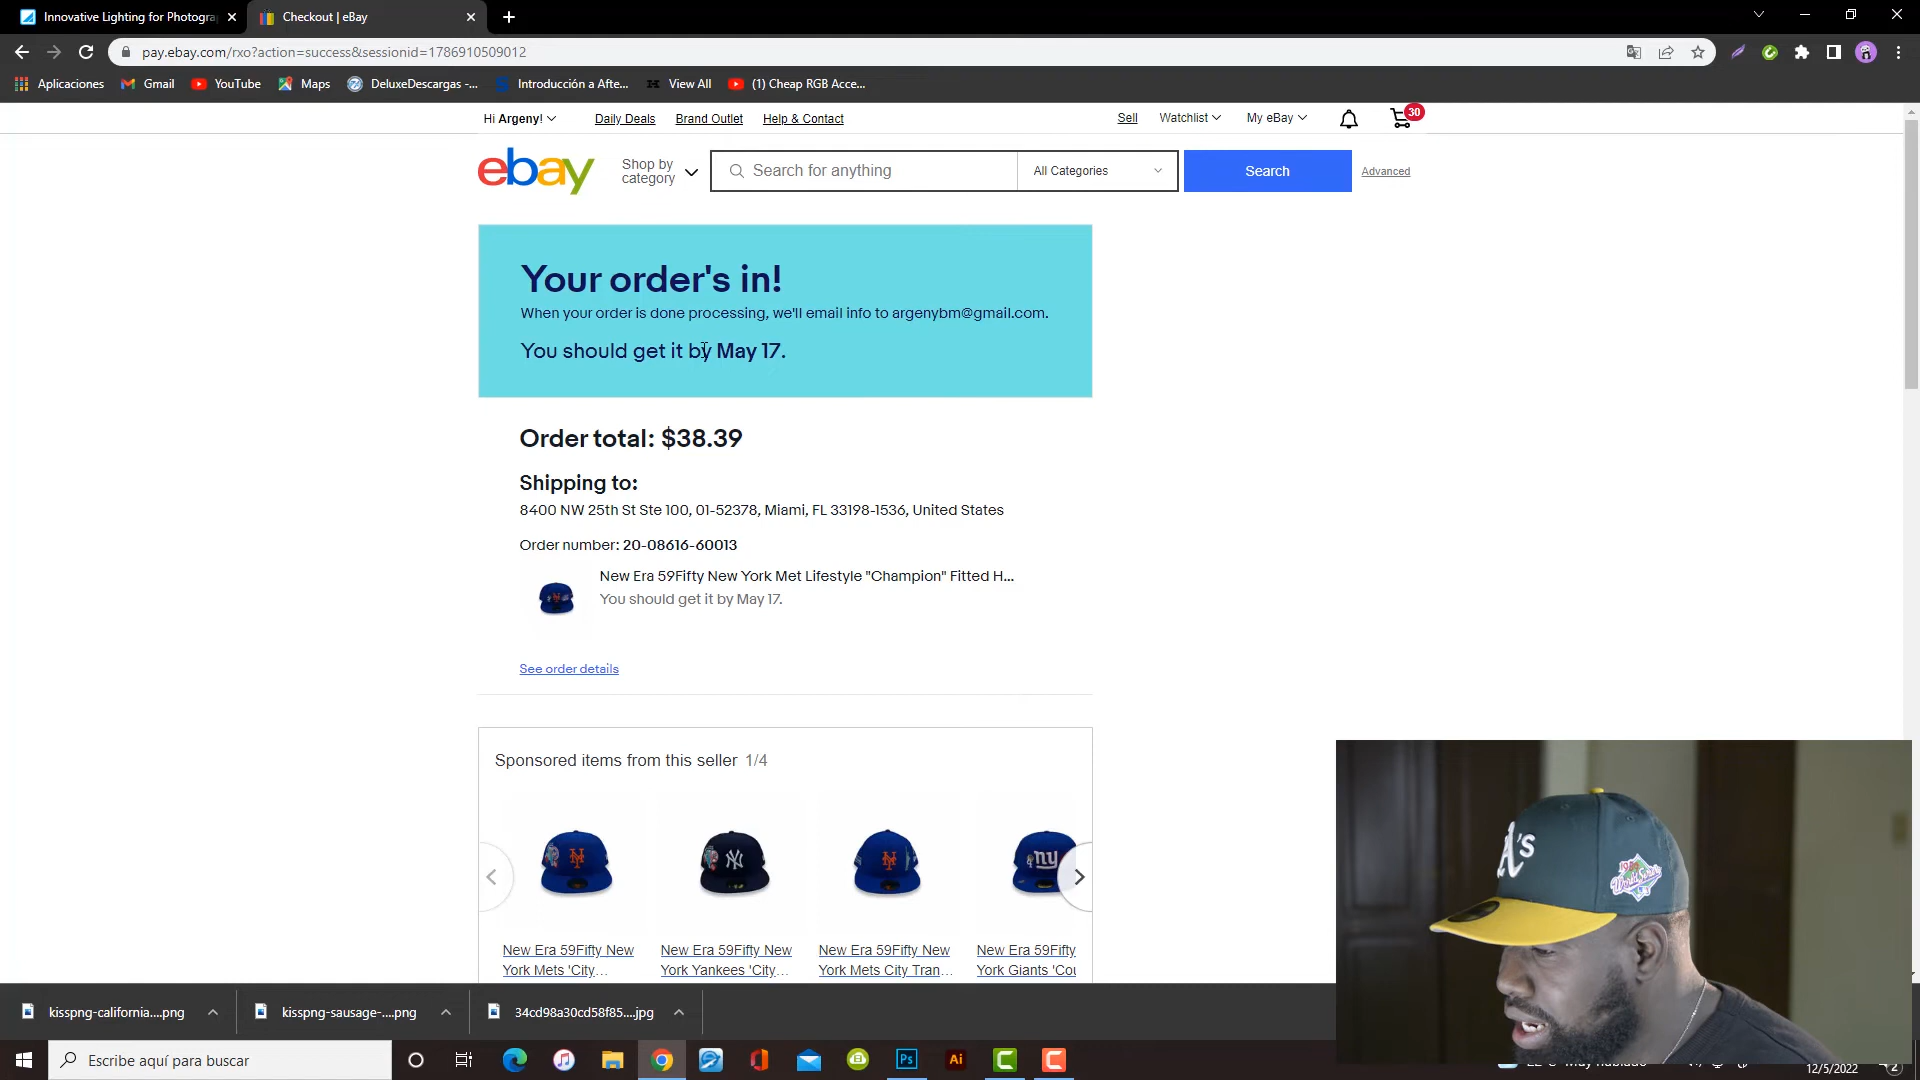 Innovative Lighting for Photogra
Checkout | eBay
pay.ebay.com/rxo?action=success&sessionid=1786910509012
Aplicaciones
Gmail
YouTube
Maps
DeluxeDescargas -...
Introducción a Afte...
View All
(1) Cheap RGB Acce...
Hi Argeny!
Daily Deals
Brand Outlet
Help & Contact
Sell
Watchlist
My eBay
30
ebay
Shop by category
Search for anything
All Categories
Search
Advanced
Your order's in!
When your order is done processing, we'll email info to argenybm@gmail.com.
You should get it by May 17.
Order total: $38.39
Shipping to:
8400 NW 25th St Ste 100, 01-52378, Miami, FL 33198-1536, United States
Order number: 20-08616-60013
New Era 59Fifty New York Met Lifestyle "Champion" Fitted H...
You should get it by May 17.
See order details
Sponsored items from this seller 1/4
NY
ny
New Era 59Fifty New York Mets 'City...
New Era 59Fifty New York Yankees 'City...
New Era 59Fifty New York Mets City Tran...
New Era 59Fifty York Giants 'Cou
A's
1989
World Series
kisspng-california....png
kisspng-sausage-....png
34cd98a30cd58f85....jpg
Escribe aquí para buscar
Ps
Ai
12/5/2022
2